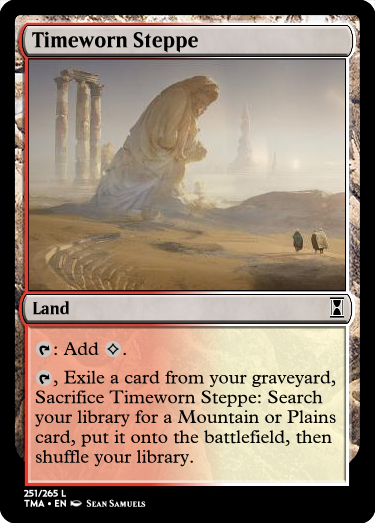 Timeworn Steppe
Land
: Add .
, Exile a card from your graveyard,
Sacrifice Timeworn Steppe: Search
your library for a Mountain or Plains
card, put it onto the battlefield, then
shuffle your library.
251/265 L
TMA • EN Sean Samuels